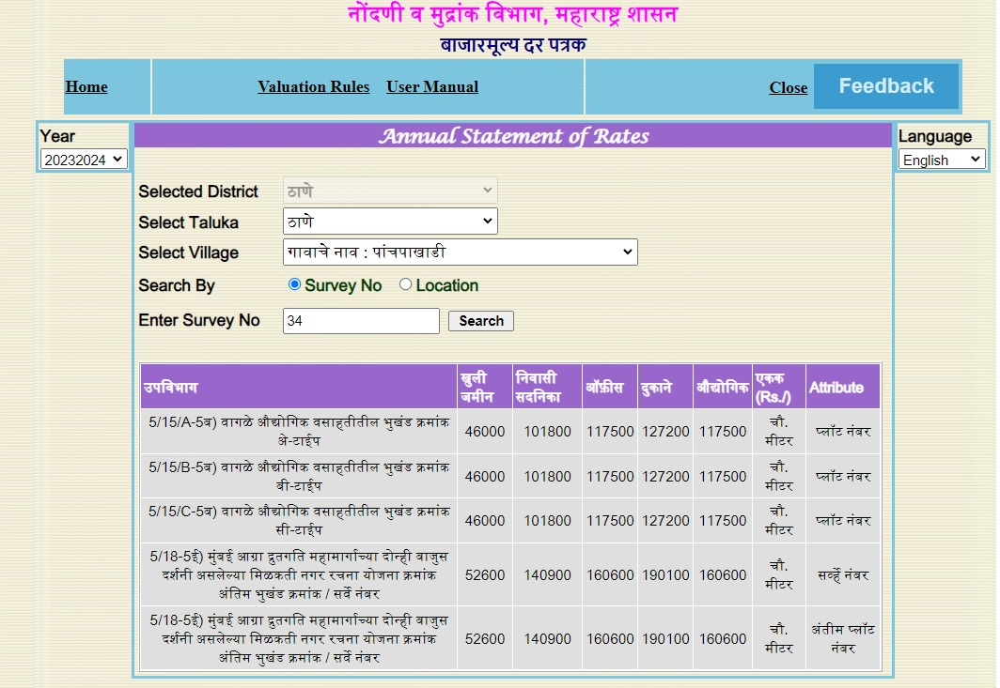 नोंदणी व मुद्रांक विभाग, महाराष्ट्र शासन
बाजारमूल्य दर पत्रक
Home Valuation Rules User Manual Close Feedback
Year Annual Statement of Rates Language
20232024 English
Selected District ठाणे
Select Taluka ठाणे
Select Village गावाचे नाव : पांचपाखाडी
Search By Survey No Location
Enter Survey No 34 Search
उपविभाग खुली जमीन निवासी सदनिका ऑफ़ीस दुकाने औद्योगिक एकक (Rs./) Attribute
5/15/A-5ब) वागळे औद्योगिक वसाहतीतील भुखंड क्रमांक
अे-टाईप 46000 101800 117500 127200 117500 चौ. मीटर प्लॉट नंबर
5/15/B-5ब) वागळे औद्योगिक वसाहतीतील भुखंड क्रमांक
बी-टाईप 46000 101800 117500 127200 117500 चौ. मीटर प्लॉट नंबर
5/15/C-5ब) वागळे औद्योगिक वसाहतीतील भुखंड क्रमांक
सी-टाईप 46000 101800 117500 127200 117500 चौ. मीटर प्लॉट नंबर
5/18-5ई) मुंबई आग्रा द्रुतगति महामार्गाच्या दोन्ही बाजुस
दर्शनी असलेल्या मिळकती नगर रचना योजना क्रमांक
अंतिम भुखंड क्रमांक / सर्वे नंबर 52600 140900 160600 190100 160600 चौ. मीटर सर्व्हे नंबर
5/18-5ई) मुंबई आग्रा द्रुतगति महामार्गाच्या दोन्ही बाजुस
दर्शनी असलेल्या मिळकती नगर रचना योजना क्रमांक
अंतिम भुखंड क्रमांक / सर्वे नंबर 52600 140900 160600 190100 160600 चौ. मीटर अंतीम प्लॉट नंबर